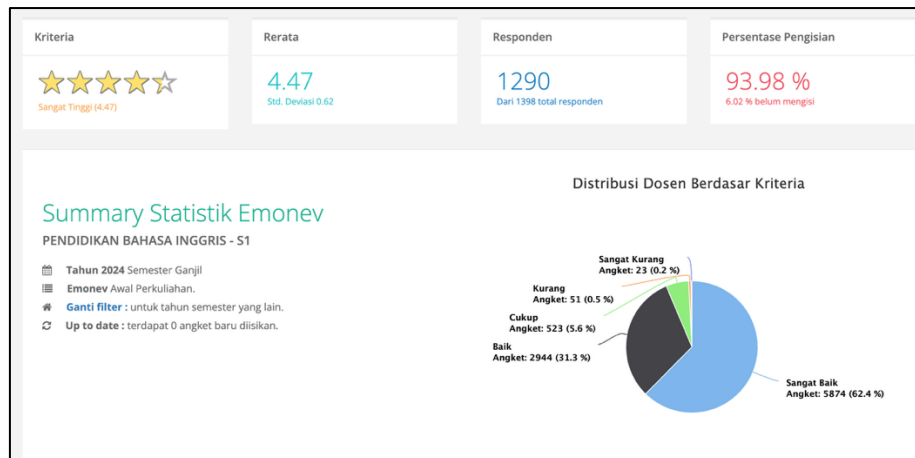 Kriteria
Sangat Tinggi (4.47)
Rerata
4.47
Std. Deviasi 0.62
Responden
1290
Dari 1398 total responden
Persentase Pengisian
93.98 %
6.02 % belum mengisi
Summary Statistik Emonev
PENDIDIKAN BAHASA INGGRIS - S1
Tahun 2024 Semester Ganjil
Emonev Awal Perkuliahan.
Ganti filter : untuk tahun semester yang lain.
Up to date : terdapat 0 angket baru diisikan.
Distribusi Dosen Berdasar Kriteria
Sangat Kurang
Angket: 23 (0.2 %)
Kurang
Angket: 51 (0.5 %)
Cukup
Angket: 523 (5.6 %)
Baik
Angket: 2944 (31.3 %)
Sangat Baik
Angket: 5874 (62.4 %)